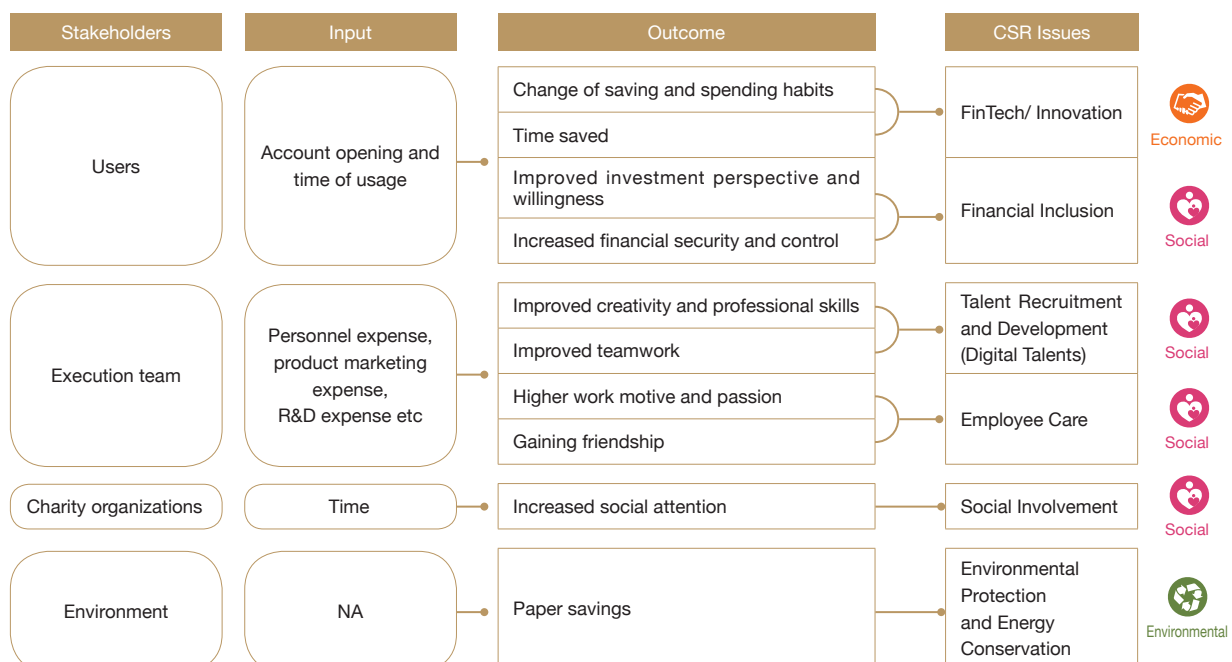 Stakeholders
Input
Outcome
CSR Issues
Users
Account opening and
time of usage
Change of saving and spending habits
Time saved
Improved investment perspective and
willingness
Increased financial security and control
FinTech/ Innovation
Economic
Financial Inclusion
Social
Execution team
Personnel expense,
product marketing
expense,
R&D expense etc
Improved creativity and professional skills
Improved teamwork
Higher work motive and passion
Gaining friendship
Talent Recruitment
and Development
(Digital Talents)
Social
Employee Care
Social
Charity organizations
Time
Increased social attention
Social Involvement
Social
Environment
NA
Paper savings
Environmental
Protection
and Energy
Conservation
Environmental